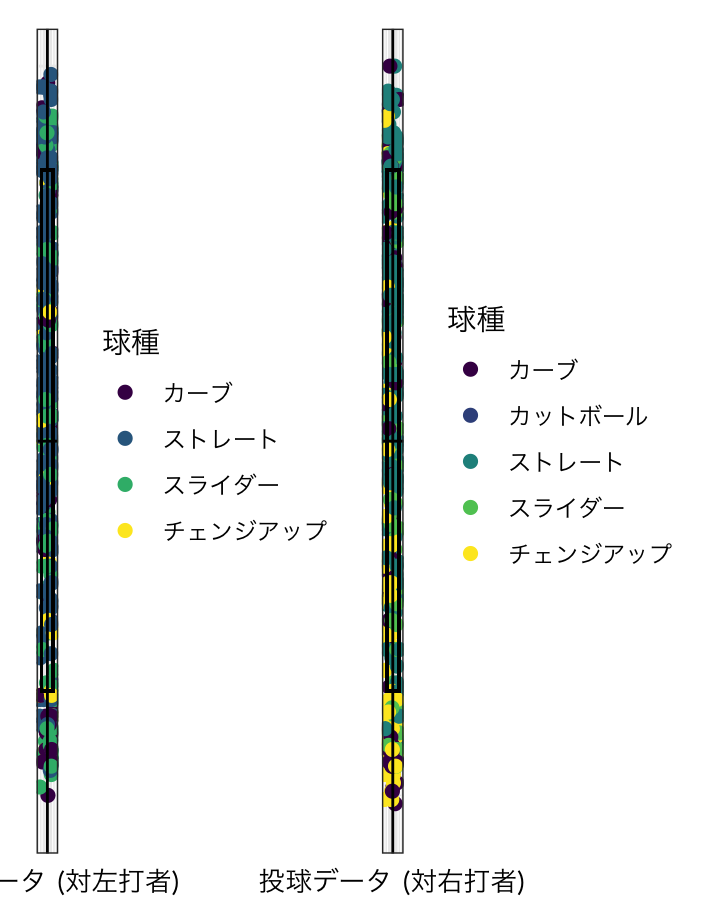 球種
カーブ
ストレート
スライダー
チェンジアップ
球種
カーブ
カットボール
ストレート
スライダー
チェンジアップ
ータ (対左打者)
投球データ (対右打者)